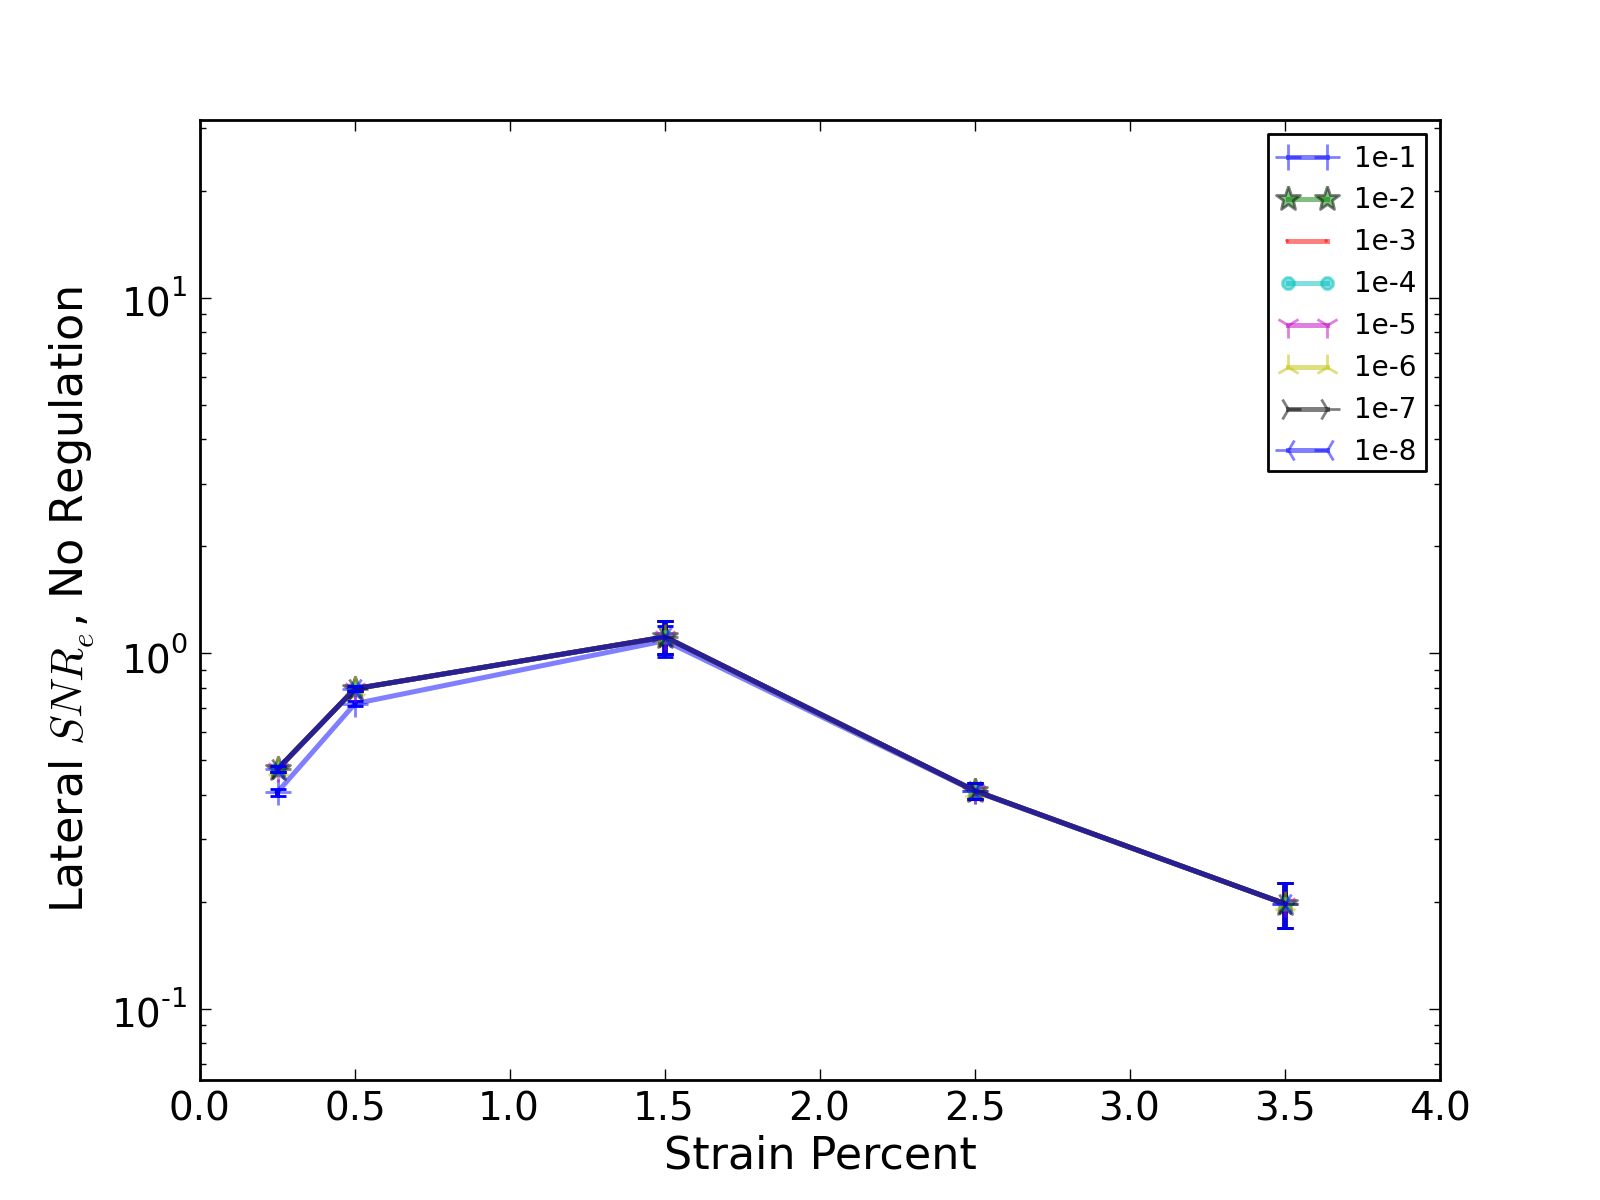 Lateral SNR_e, No Regulation
10^1
10^0
10^-1
0.0 0.5 1.0 1.5 2.0 2.5 3.0 3.5 4.0
Strain Percent
1e-1
1e-2
1e-3
1e-4
1e-5
1e-6
1e-7
1e-8